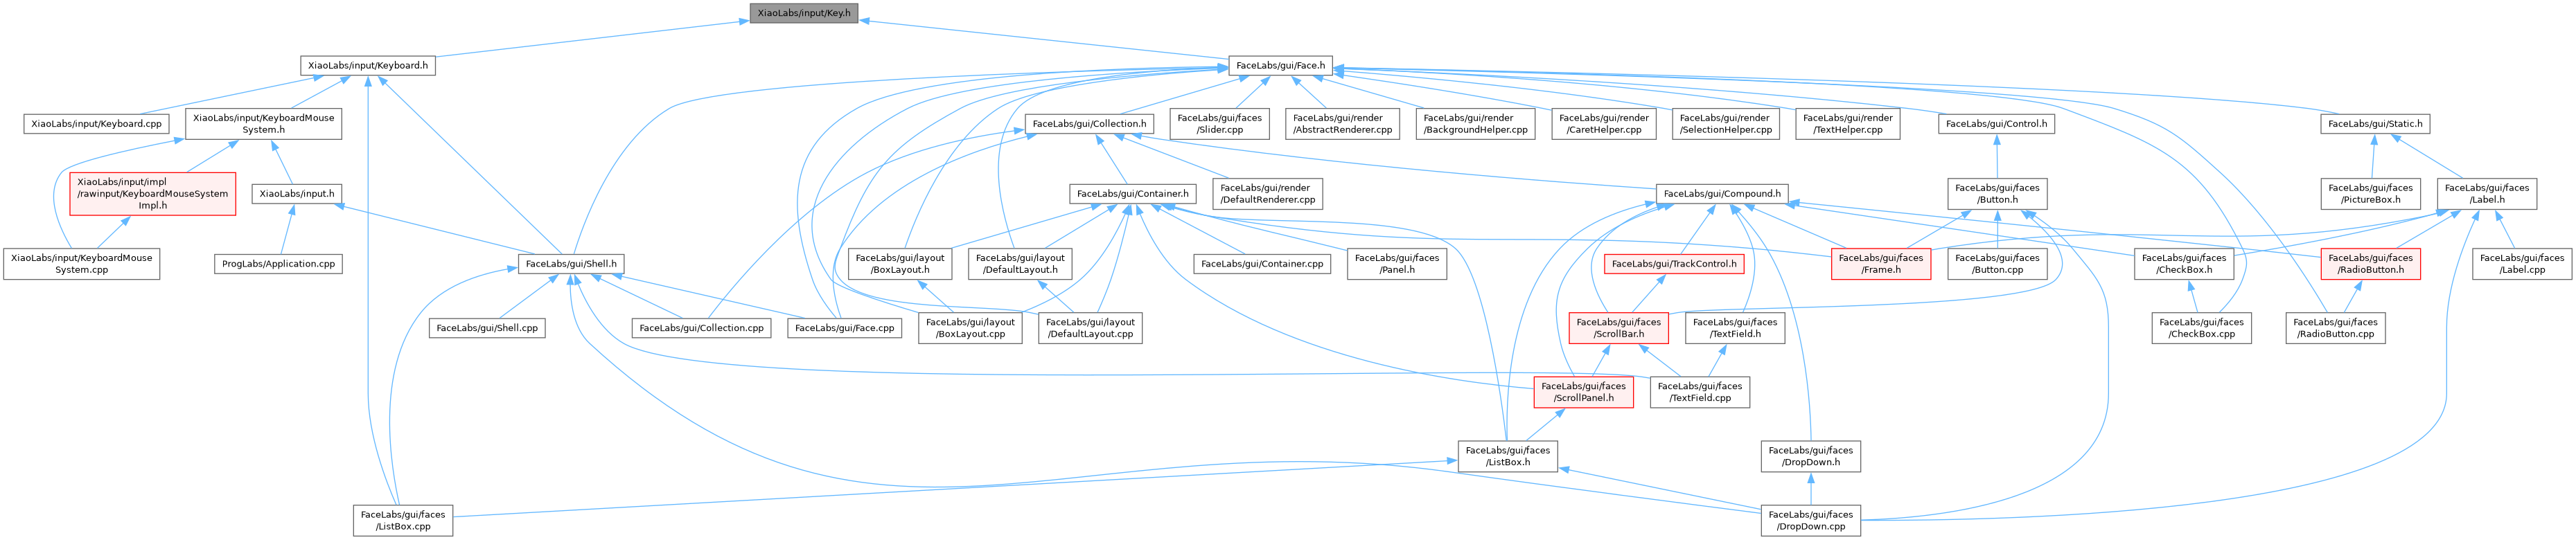 XiaoLabs/input/Key.h
XiaoLabs/input/Keyboard.h
FaceLabs/gui/Face.h
XiaoLabs/input/Keyboard.cpp
XiaoLabs/input/KeyboardMouse
System.h
FaceLabs/gui/Collection.h
FaceLabs/gui/faces
/Slider.cpp
FaceLabs/gui/render
/AbstractRenderer.cpp
FaceLabs/gui/render
/BackgroundHelper.cpp
FaceLabs/gui/render
/CaretHelper.cpp
FaceLabs/gui/render
/SelectionHelper.cpp
FaceLabs/gui/render
/TextHelper.cpp
FaceLabs/gui/Control.h
FaceLabs/gui/Static.h
XiaoLabs/input/impl
/rawinput/KeyboardMouseSystem
Impl.h
XiaoLabs/input.h
FaceLabs/gui/Container.h
FaceLabs/gui/render
/DefaultRenderer.cpp
FaceLabs/gui/Compound.h
FaceLabs/gui/faces
/Button.h
FaceLabs/gui/faces
/PictureBox.h
FaceLabs/gui/faces
/Label.h
XiaoLabs/input/KeyboardMouse
System.cpp
ProgLabs/Application.cpp
FaceLabs/gui/Shell.h
FaceLabs/gui/layout
/BoxLayout.h
FaceLabs/gui/layout
/DefaultLayout.h
FaceLabs/gui/Container.cpp
FaceLabs/gui/faces
/Panel.h
FaceLabs/gui/TrackControl.h
FaceLabs/gui/faces
/Frame.h
FaceLabs/gui/faces
/Button.cpp
FaceLabs/gui/faces
/CheckBox.h
FaceLabs/gui/faces
/RadioButton.h
FaceLabs/gui/faces
/Label.cpp
FaceLabs/gui/Shell.cpp
FaceLabs/gui/Collection.cpp
FaceLabs/gui/Face.cpp
FaceLabs/gui/layout
/BoxLayout.cpp
FaceLabs/gui/layout
/DefaultLayout.cpp
FaceLabs/gui/faces
/ScrollBar.h
FaceLabs/gui/faces
/TextField.h
FaceLabs/gui/faces
/CheckBox.cpp
FaceLabs/gui/faces
/RadioButton.cpp
FaceLabs/gui/faces
/ScrollPanel.h
FaceLabs/gui/faces
/TextField.cpp
FaceLabs/gui/faces
/ListBox.h
FaceLabs/gui/faces
/DropDown.h
FaceLabs/gui/faces
/ListBox.cpp
FaceLabs/gui/faces
/DropDown.cpp